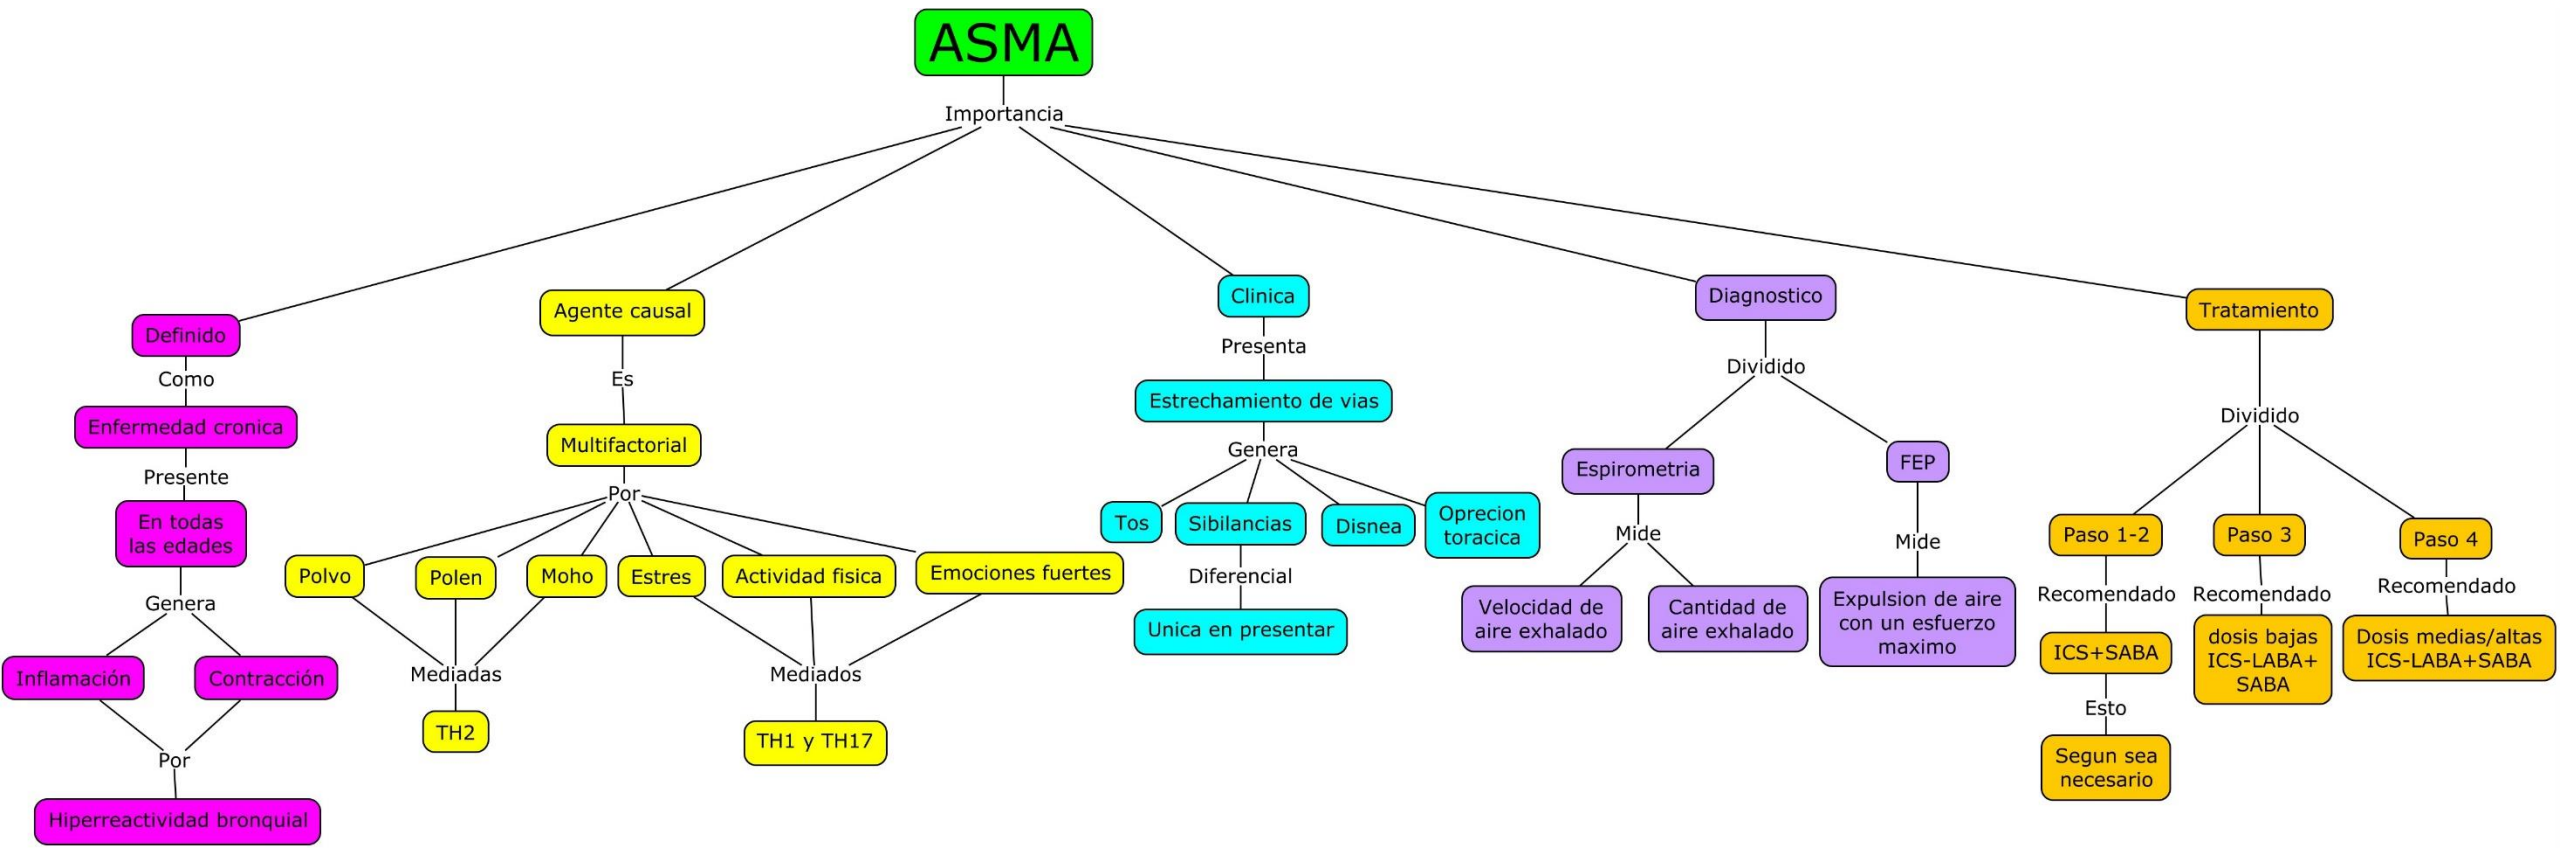 ASMA
Importancia
Definido
Como
Enfermedad cronica
Presente
En todas
las edades
Genera
Inflamación
Contracción
Por
Hiperreactividad bronquial
Agente causal
Es
Multifactorial
Por
Polvo
Polen
Moho
Estres
Actividad fisica
Emociones fuertes
Mediadas
TH2
Mediados
TH1 y TH17
Clinica
Presenta
Estrechamiento de vias
Genera
Tos
Sibilancias
Disnea
Oprecion
toracica
Diferencial
Unica en presentar
Diagnostico
Dividido
Espirometria
Mide
Velocidad de
aire exhalado
Cantidad de
aire exhalado
FEP
Mide
Expulsion de aire
con un esfuerzo
maximo
Tratamiento
Dividido
Paso 1-2
Recomendado
ICS+SABA
Esto
Segun sea
necesario
Paso 3
Recomendado
dosis bajas
ICS-LABA+
SABA
Paso 4
Recomendado
Dosis medias/altas
ICS-LABA+SABA